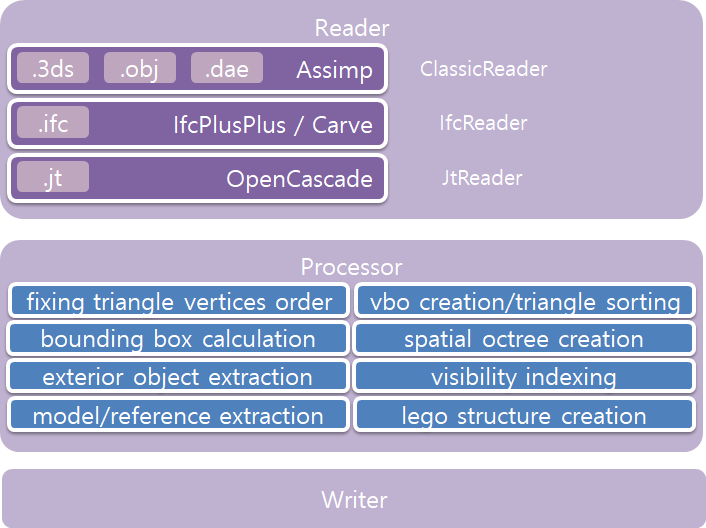 Reader
.3ds .obj .dae Assimp ClassicReader
.ifc IfcPlusPlus / Carve IfcReader
.jt OpenCascade JtReader
Processor
fixing triangle vertices order vbo creation/triangle sorting
bounding box calculation spatial octree creation
exterior object extraction visibility indexing
model/reference extraction lego structure creation
Writer